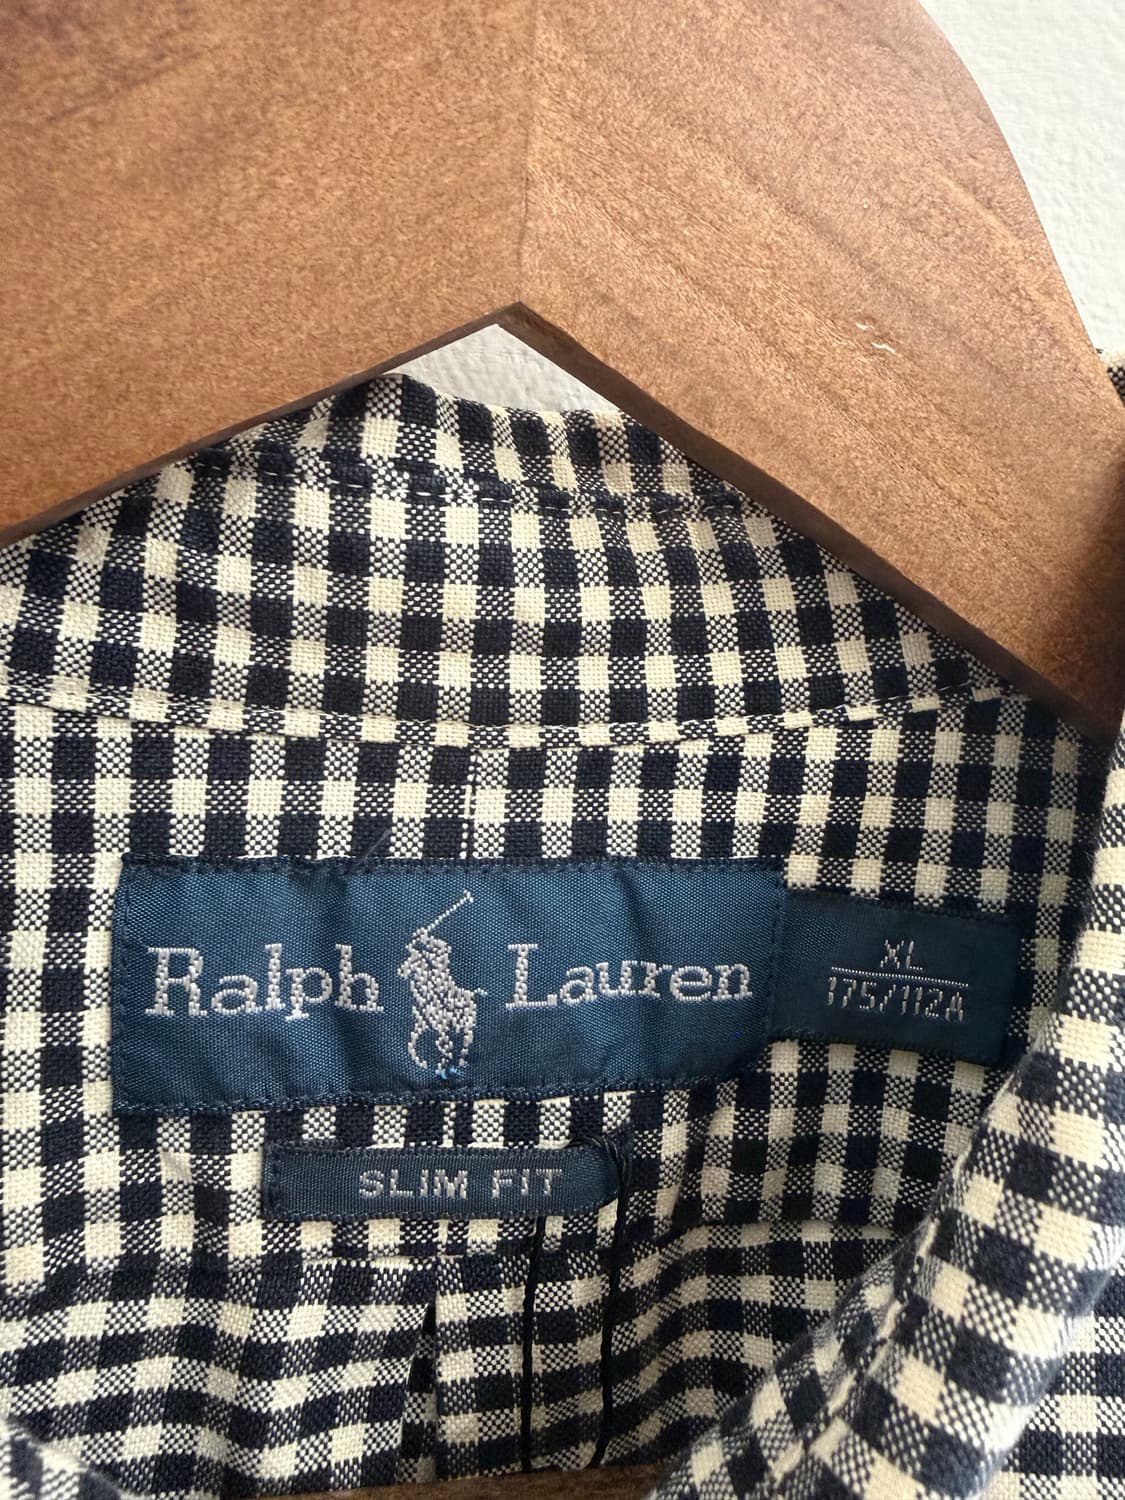 Ralph Lauren
XL
175/112A
SLIM FIT